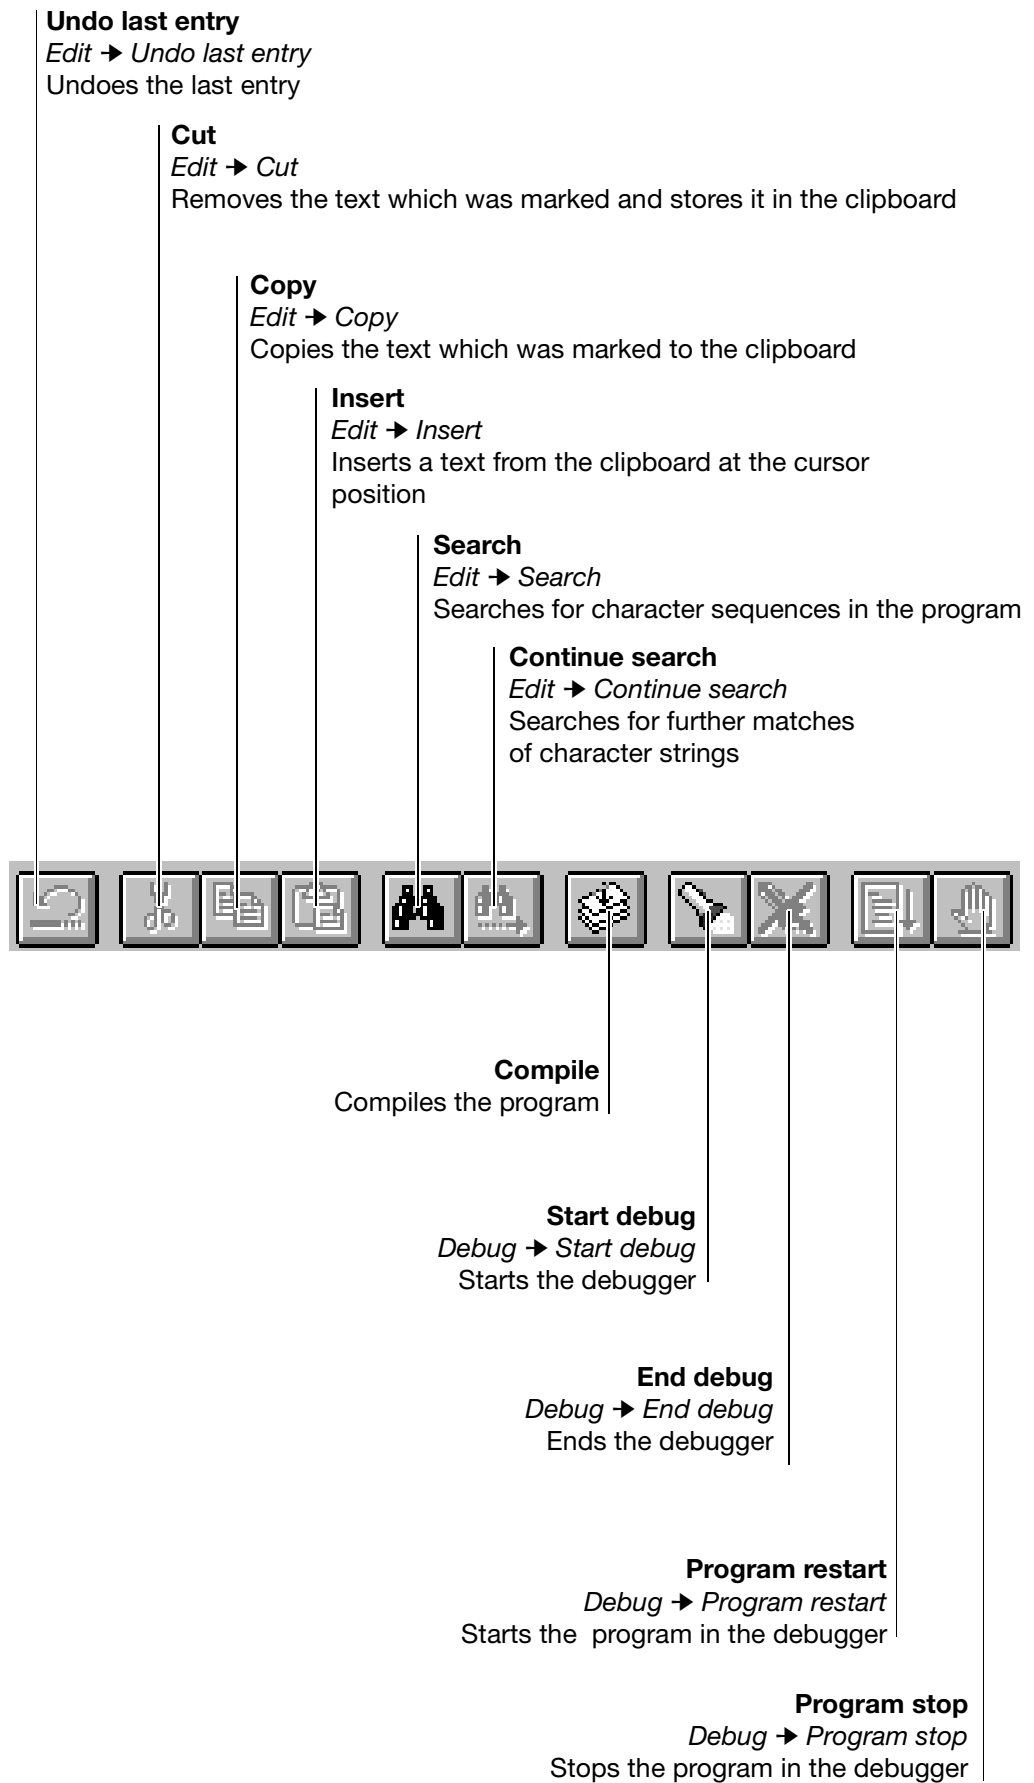 Undo last entry
Edit → Undo last entry
Undoes the last entry
Cut
Edit → Cut
Removes the text which was marked and stores it in the clipboard
Copy
Edit → Copy
Copies the text which was marked to the clipboard
Insert
Edit → Insert
Inserts a text from the clipboard at the cursor
position
Search
Edit → Search
Searches for character sequences in the program
Continue search
Edit → Continue search
Searches for further matches
of character strings
Compile
Compiles the program
Start debug
Debug → Start debug
Starts the debugger
End debug
Debug → End debug
Ends the debugger
Program restart
Debug → Program restart
Starts the  program in the debugger
Program stop
Debug → Program stop
Stops the program in the debugger